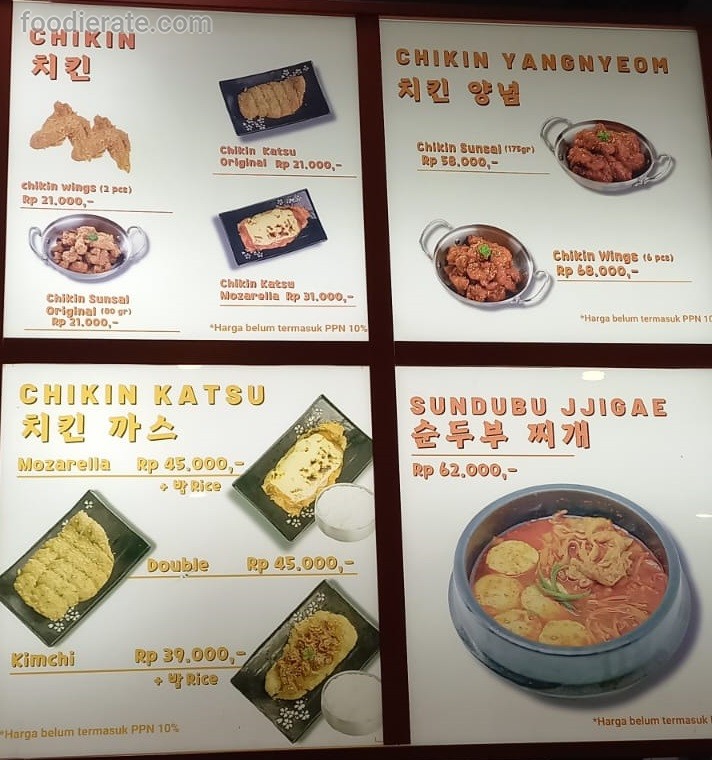 foodierate.com
CHIKIN
치킨
Chikin Katsu
Original Rp 21.000,-
chikin wings (2 pcs)
Rp 21.000,-
Chikin Katsu
Mozarella Rp 31.000,-
Chikin Sunsal
Original (80 gr)
Rp 21.000,-
*Harga belum termasuk PPN 10%
CHIKIN YANGNYEOM
치킨 양념
Chikin Sunsal (175gr)
Rp 58.000,-
Chikin Wings (6 pcs)
Rp 68.000,-
*Harga belum termasuk PPN 10
CHIKIN KATSU
치킨 까스
Mozarella Rp 45.000,-
+ 밥 Rice
Double Rp 45.000,-
Kimchi Rp 39.000,-
+ 밥 Rice
*Harga belum termasuk PPN 10%
SUNDUBU JJIGAE
순두부 찌개
Rp 62.000,-
*Harga belum termasuk